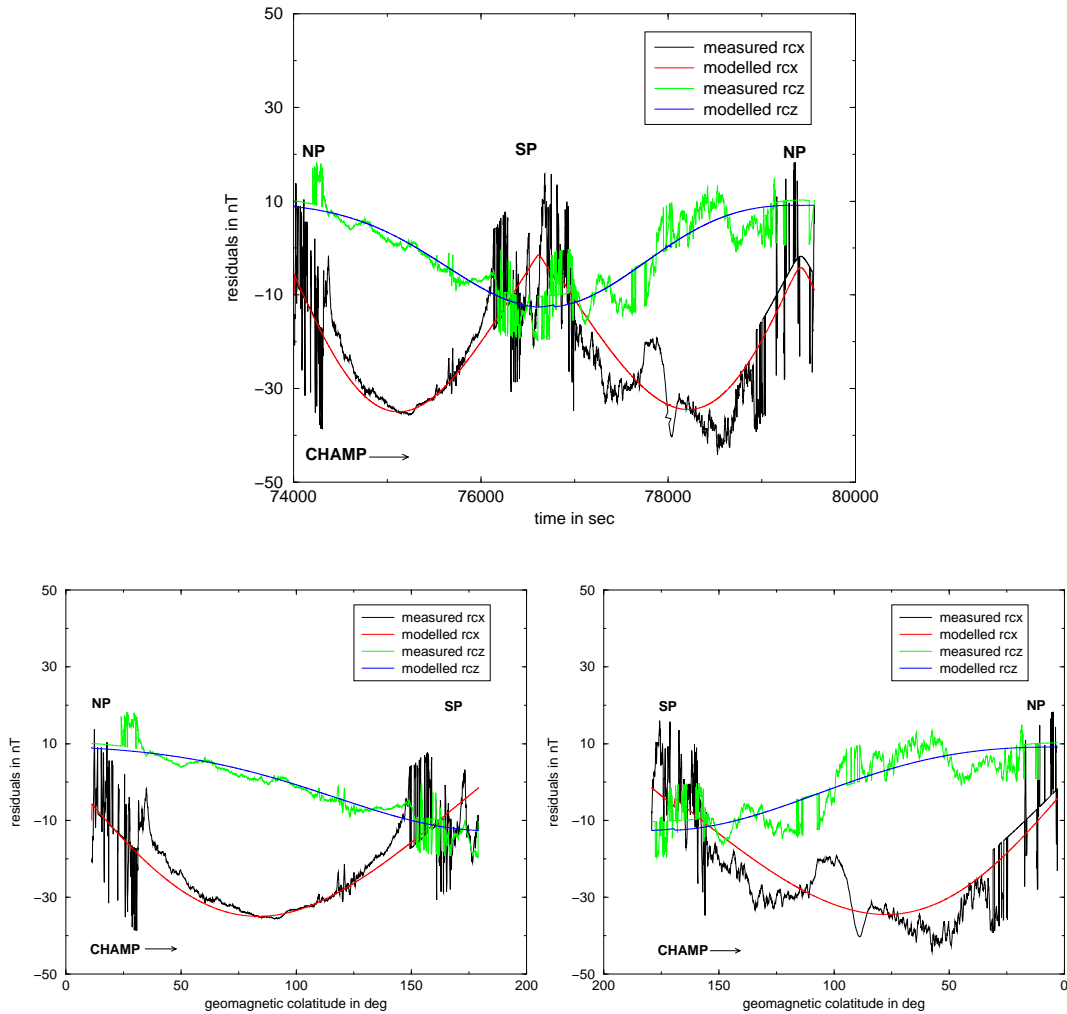 50
30
10
−10
−30
−50
residuals in nT
measured rcx
modelled rcx
measured rcz
modelled rcz
NP
SP
NP
CHAMP
74000
76000
78000
80000
time in sec
50
30
10
−10
−30
−50
residuals in nT
measured rcx
modelled rcx
measured rcz
modelled rcz
NP
SP
CHAMP
0
50
100
150
200
geomagnetic colatitude in deg
50
30
10
−10
−30
−50
residuals in nT
measured rcx
modelled rcx
measured rcz
modelled rcz
SP
NP
CHAMP
200
150
100
50
0
geomagnetic colatitude in deg